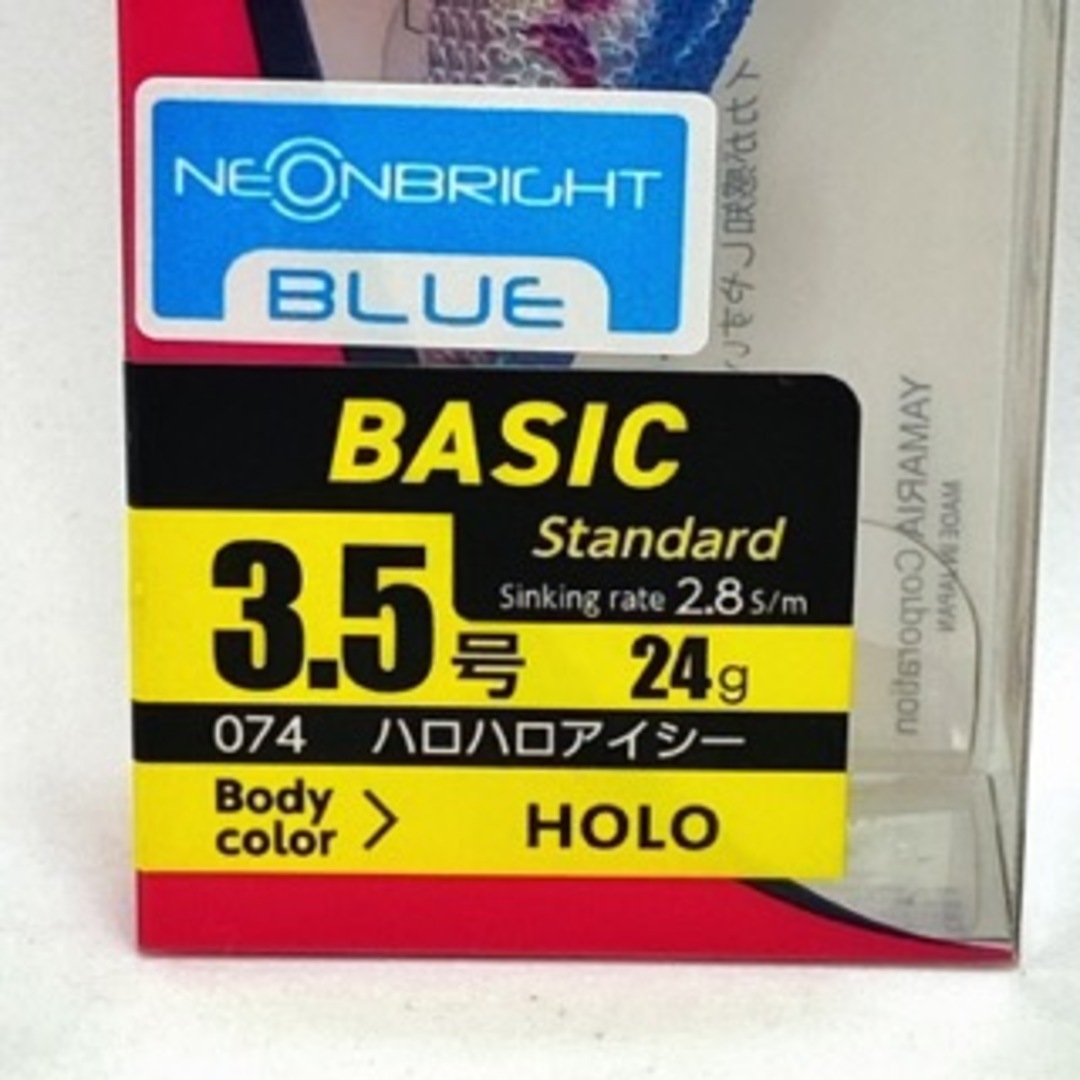 NEONBRIGHT
BLUE
BASIC
Standard
Sinking rate 2.8 S/m
3.5号
24g
074 ハロハロアイシー
Body
color > HOLO
YAMARIA Corporation
MADE IN JAPAN